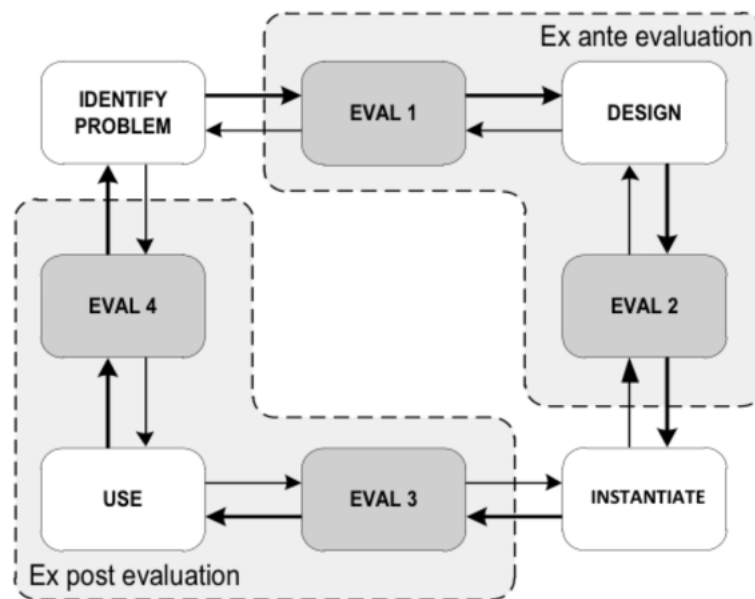 Ex ante evaluation
IDENTIFY
PROBLEM
EVAL 1
DESIGN
EVAL 4
EVAL 2
USE
EVAL 3
INSTANTIATE
Ex post evaluation